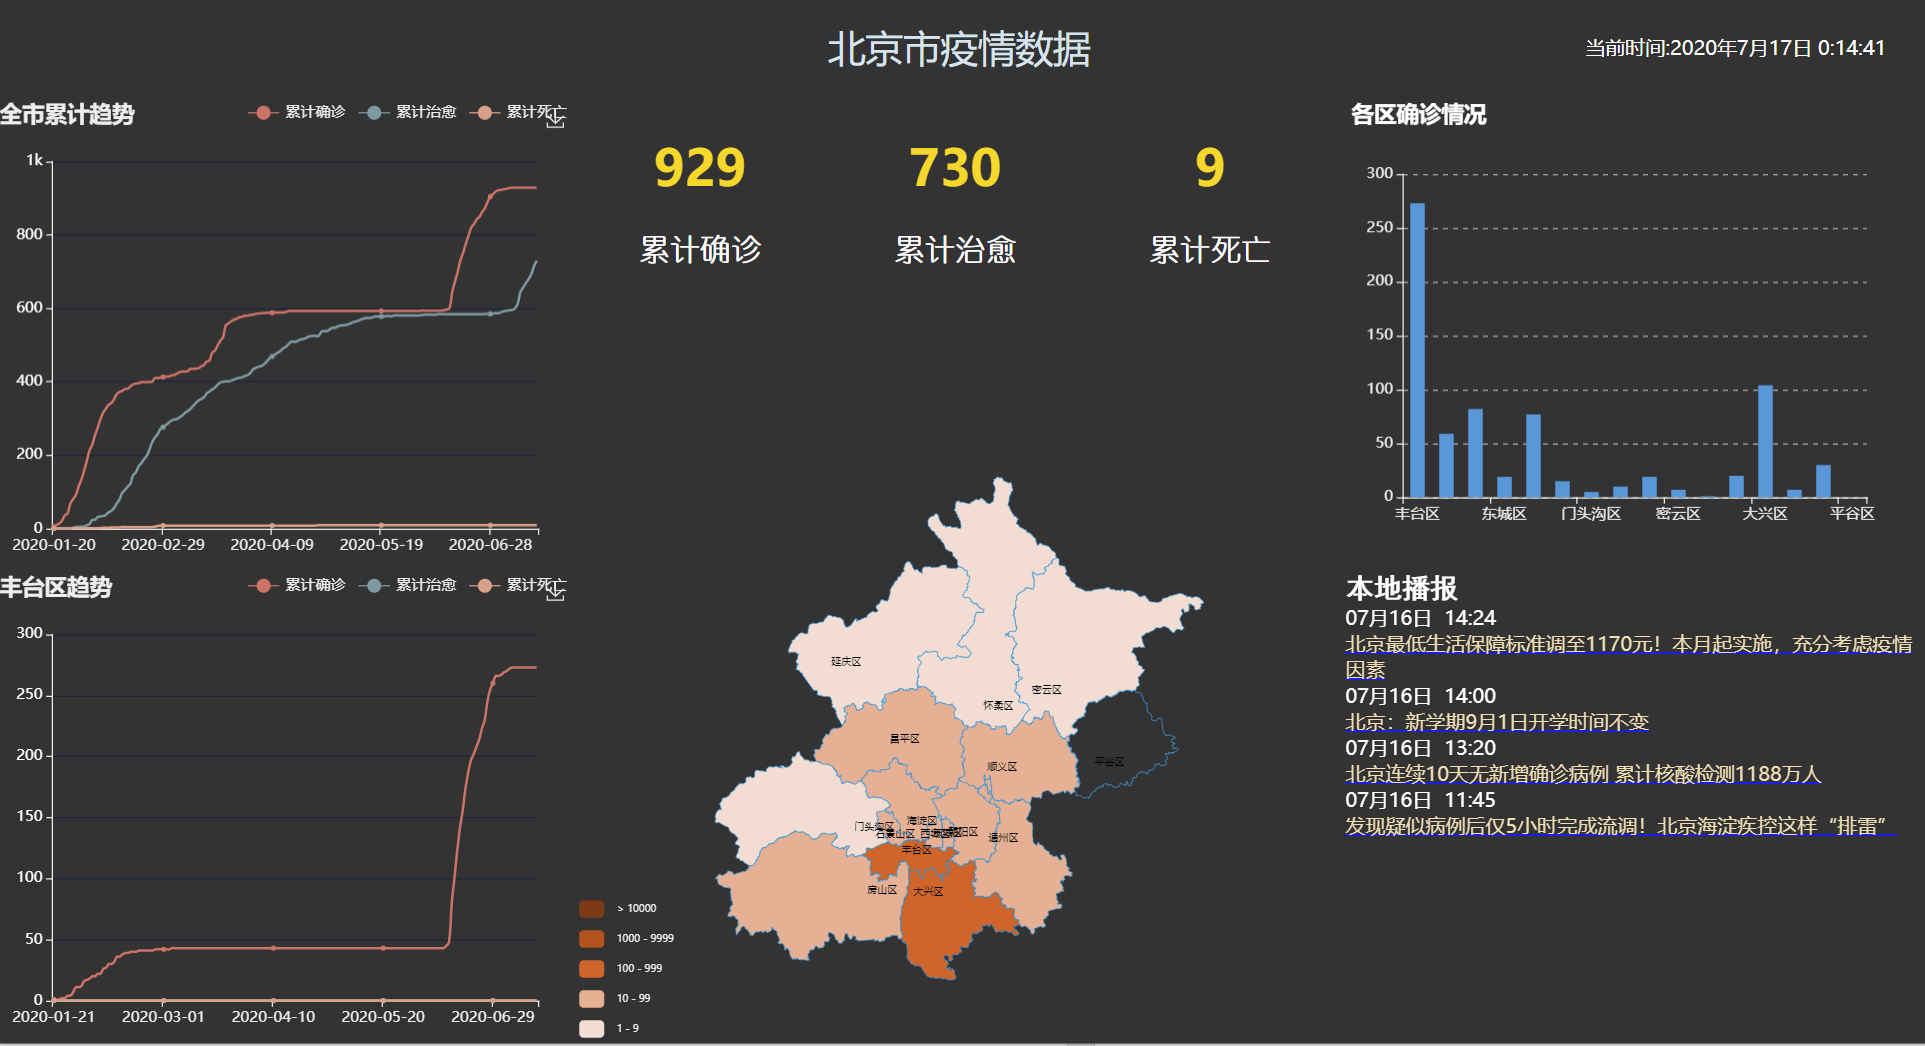 北京市疫情数据
当前时间:2020年7月17日 0:14:41
全市累计趋势
累计确诊 累计治愈 累计死亡
1k
800
600
400
200
0
2020-01-20 2020-02-29 2020-04-09 2020-05-19 2020-06-28
丰台区趋势
累计确诊 累计治愈 累计死亡
300
250
200
150
100
50
0
2020-01-21 2020-03-01 2020-04-10 2020-05-20 2020-06-29
929 730 9
累计确诊 累计治愈 累计死亡
延庆区
密云区
怀柔区
昌平区
平谷区
顺义区
海淀区
门头沟区
石景山区
通州区
丰台区
房山区
大兴区
> 10000
1000 - 9999
100 - 999
10 - 99
1 - 9
各区确诊情况
300
250
200
150
100
50
0
丰台区 东城区 门头沟区 密云区 大兴区 平谷区
本地播报
07月16日 14:24
北京最低生活保障标准调至1170元！本月起实施，充分考虑疫情
因素
07月16日 14:00
北京：新学期9月1日开学时间不变
07月16日 13:20
北京连续10天无新增确诊病例 累计核酸检测1188万人
07月16日 11:45
发现疑似病例后仅5小时完成流调！北京海淀疾控这样“排雷”